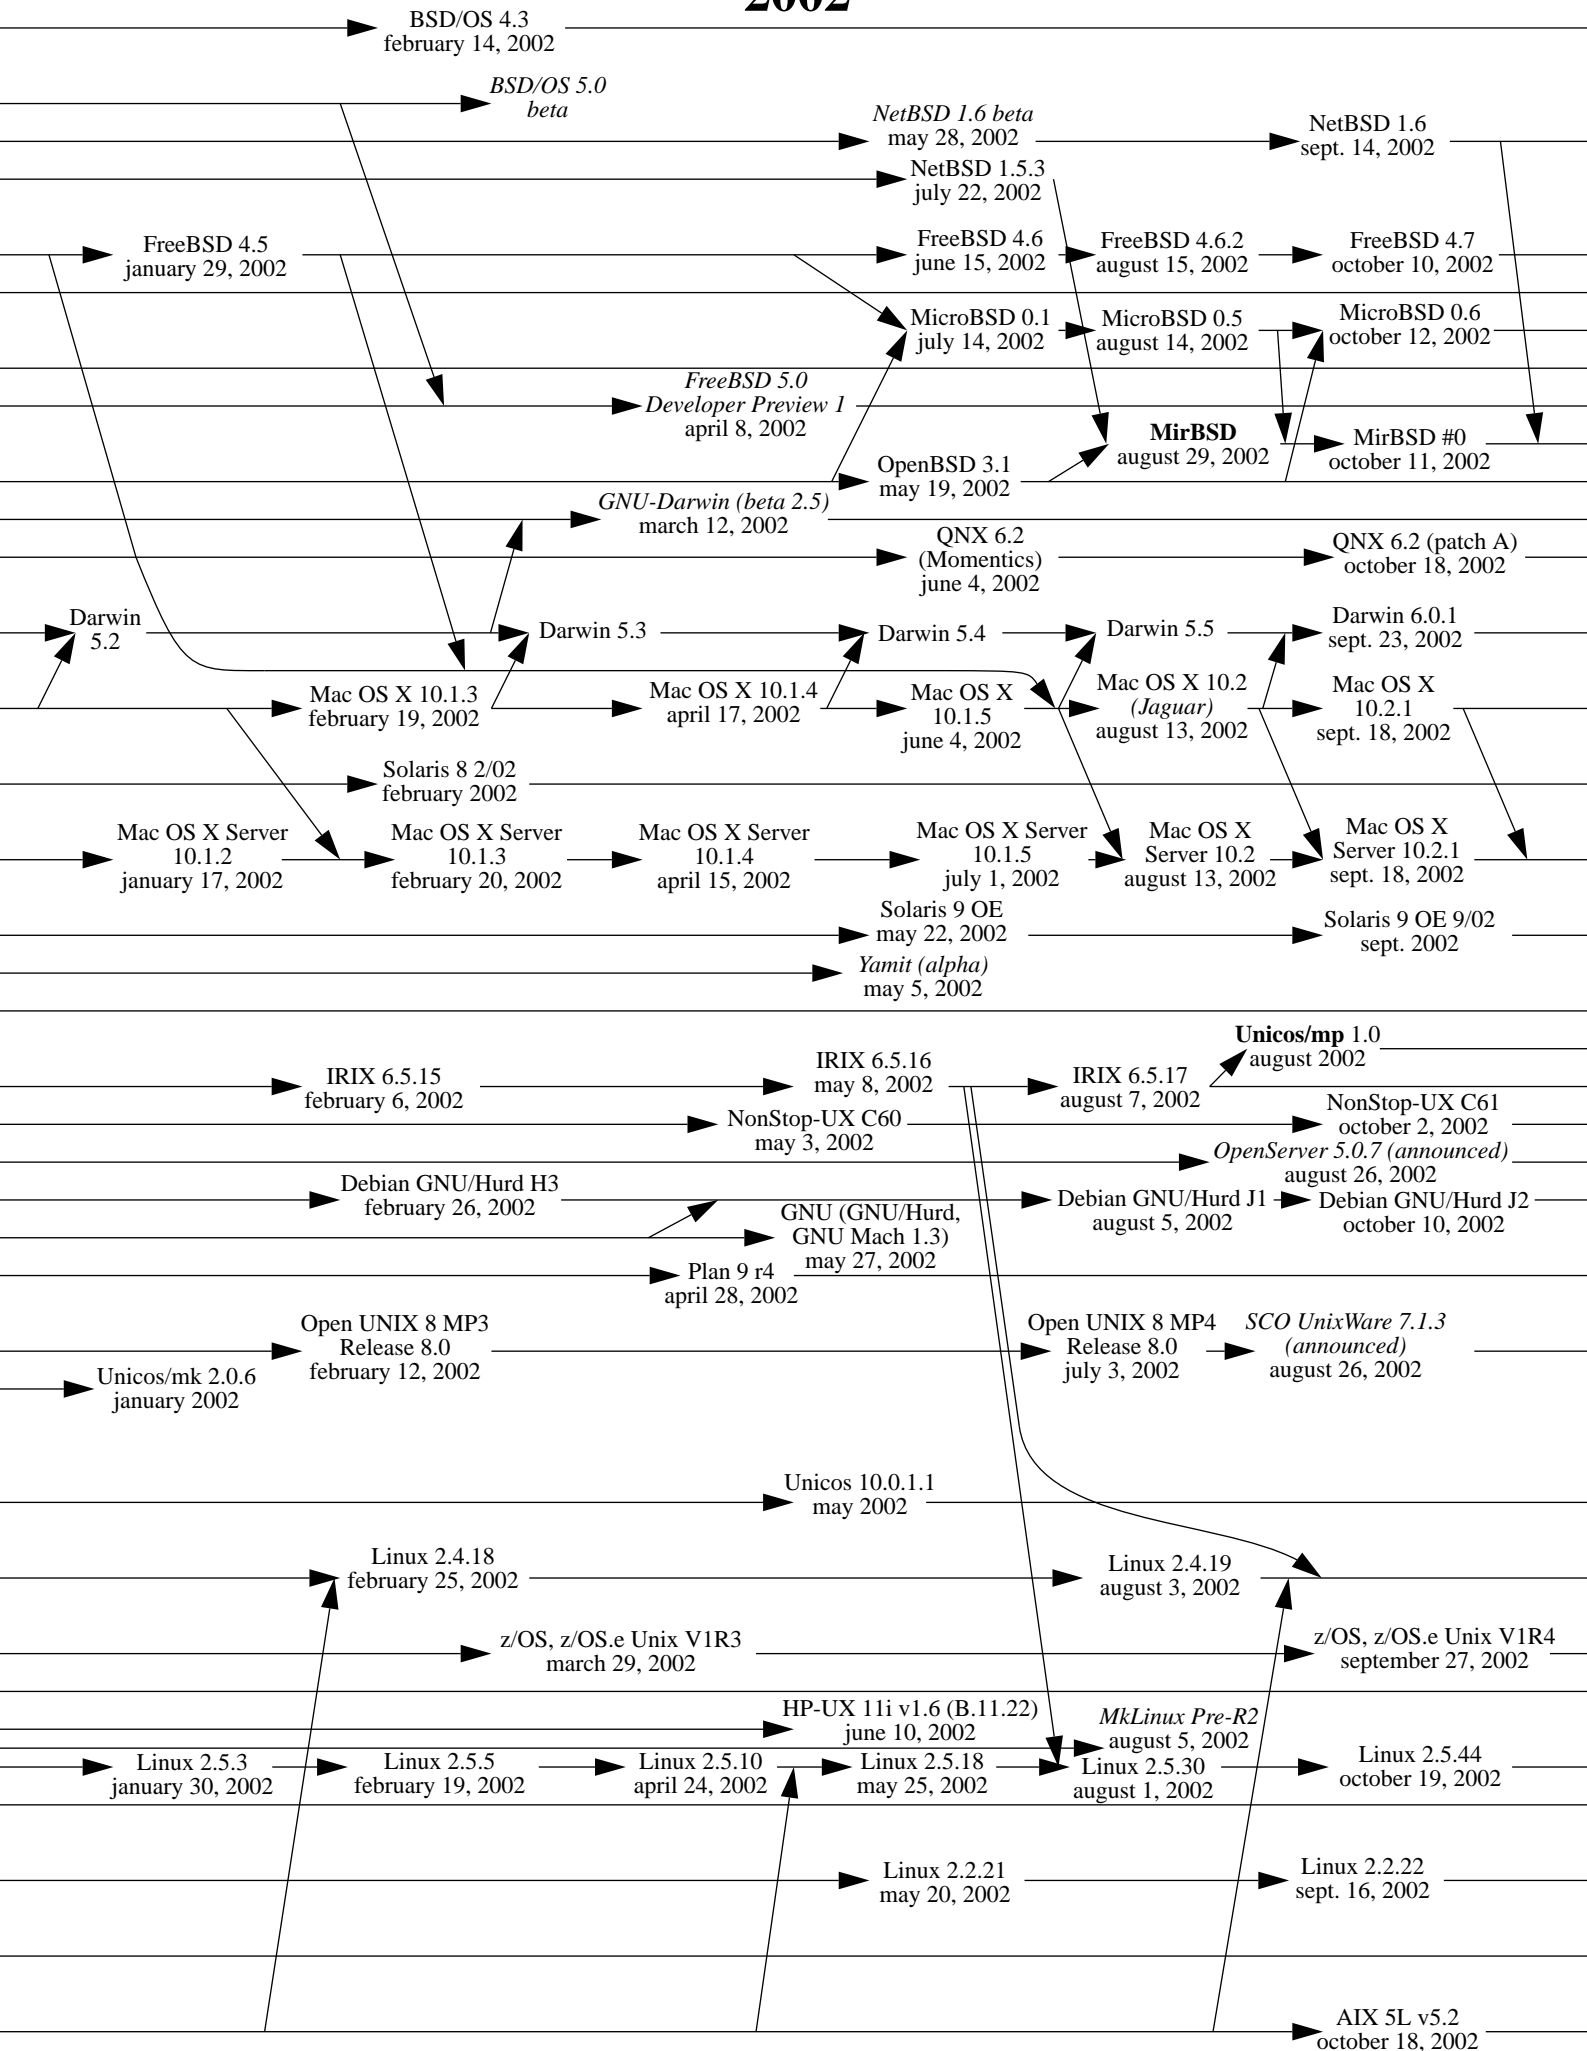 2002
BSD/OS 4.3
february 14, 2002
BSD/OS 5.0
beta
NetBSD 1.6 beta
may 28, 2002
NetBSD 1.6
sept. 14, 2002
NetBSD 1.5.3
july 22, 2002
FreeBSD 4.5
january 29, 2002
FreeBSD 4.6
june 15, 2002
FreeBSD 4.6.2
august 15, 2002
FreeBSD 4.7
october 10, 2002
MicroBSD 0.1
july 14, 2002
MicroBSD 0.5
august 14, 2002
MicroBSD 0.6
october 12, 2002
FreeBSD 5.0
Developer Preview 1
april 8, 2002
MirBSD
august 29, 2002
MirBSD #0
october 11, 2002
OpenBSD 3.1
may 19, 2002
GNU-Darwin (beta 2.5)
march 12, 2002
QNX 6.2
(Momentics)
june 4, 2002
QNX 6.2 (patch A)
october 18, 2002
Darwin
5.2
Darwin 5.3
Darwin 5.4
Darwin 5.5
Darwin 6.0.1
sept. 23, 2002
Mac OS X 10.1.3
february 19, 2002
Mac OS X 10.1.4
april 17, 2002
Mac OS X
10.1.5
june 4, 2002
Mac OS X 10.2
(Jaguar)
august 13, 2002
Mac OS X
10.2.1
sept. 18, 2002
Solaris 8 2/02
february 2002
Mac OS X Server
10.1.2
january 17, 2002
Mac OS X Server
10.1.3
february 20, 2002
Mac OS X Server
10.1.4
april 15, 2002
Mac OS X Server
10.1.5
july 1, 2002
Mac OS X
Server 10.2
august 13, 2002
Mac OS X
Server 10.2.1
sept. 18, 2002
Solaris 9 OE
may 22, 2002
Solaris 9 OE 9/02
sept. 2002
Yamit (alpha)
may 5, 2002
Unicos/mp 1.0
august 2002
IRIX 6.5.15
february 6, 2002
IRIX 6.5.16
may 8, 2002
IRIX 6.5.17
august 7, 2002
NonStop-UX C60
may 3, 2002
NonStop-UX C61
october 2, 2002
OpenServer 5.0.7 (announced)
august 26, 2002
Debian GNU/Hurd H3
february 26, 2002
Debian GNU/Hurd J1
august 5, 2002
Debian GNU/Hurd J2
october 10, 2002
GNU (GNU/Hurd,
GNU Mach 1.3)
may 27, 2002
Plan 9 r4
april 28, 2002
Open UNIX 8 MP3
Release 8.0
february 12, 2002
Open UNIX 8 MP4
Release 8.0
july 3, 2002
SCO UnixWare 7.1.3
(announced)
august 26, 2002
Unicos/mk 2.0.6
january 2002
Unicos 10.0.1.1
may 2002
Linux 2.4.18
february 25, 2002
Linux 2.4.19
august 3, 2002
z/OS, z/OS.e Unix V1R3
march 29, 2002
z/OS, z/OS.e Unix V1R4
september 27, 2002
HP-UX 11i v1.6 (B.11.22)
june 10, 2002
MkLinux Pre-R2
august 5, 2002
Linux 2.5.3
january 30, 2002
Linux 2.5.5
february 19, 2002
Linux 2.5.10
april 24, 2002
Linux 2.5.18
may 25, 2002
Linux 2.5.30
august 1, 2002
Linux 2.5.44
october 19, 2002
Linux 2.2.21
may 20, 2002
Linux 2.2.22
sept. 16, 2002
AIX 5L v5.2
october 18, 2002